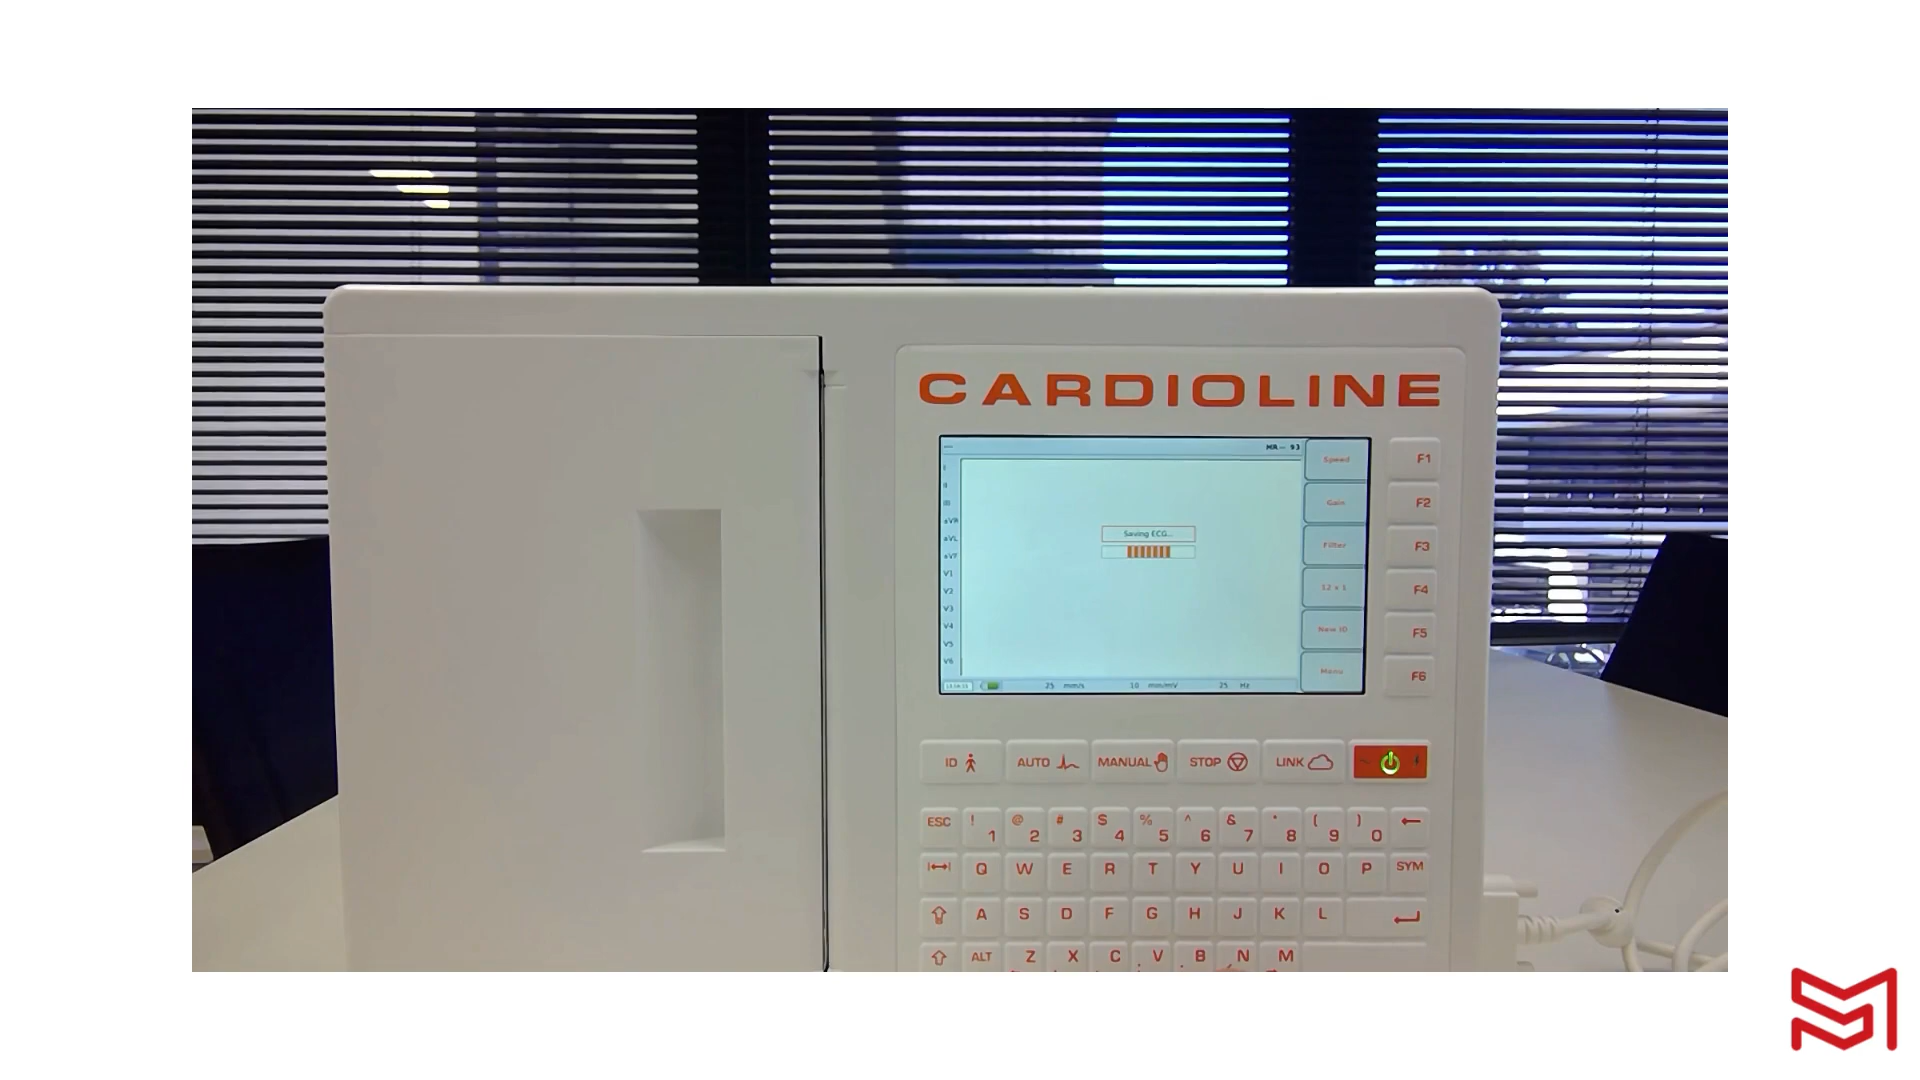 CARDIOLINE
HR 93
I
II
III
aVR
aVL
aVF
V1
V2
V3
V4
V5
V6
Saving ECG...
Speed
Gain
Filter
12 x 1
New ID
Menu
25 mm/s 10 mm/mV 25 Hz
F1
F2
F3
F4
F5
F6
ID AUTO MANUAL STOP LINK
ESC ! 1 @ 2 # 3 $ 4 % 5 ^ 6 & 7 * 8 ( 9 ) 0
Q W E R T Y U I O P SYM
A S D F G H J K L
ALT Z X C V B N M